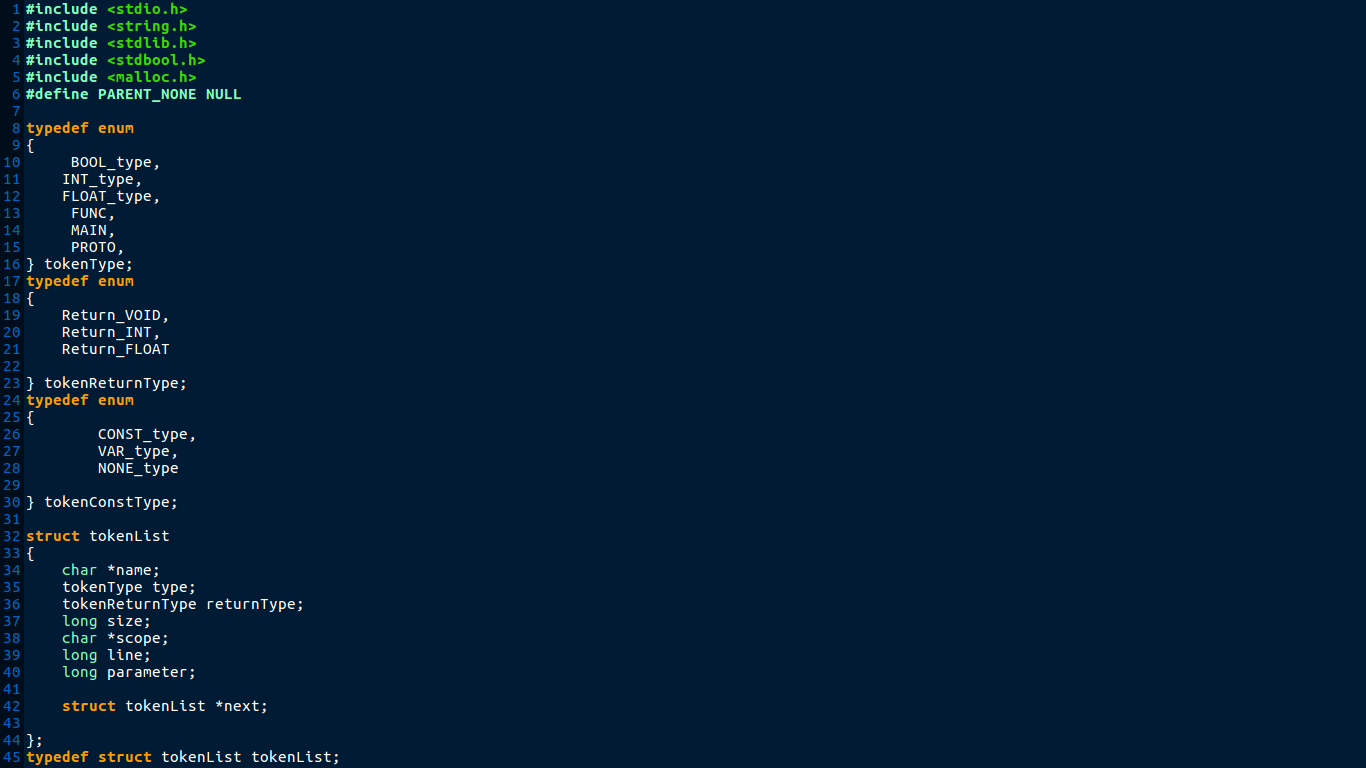 1 #include <stdio.h>
2 #include <string.h>
3 #include <stdlib.h>
4 #include <stdbool.h>
5 #include <malloc.h>
6 #define PARENT_NONE NULL
7
8 typedef enum
9 {
10      BOOL_type,
11     INT_type,
12     FLOAT_type,
13      FUNC,
14      MAIN,
15      PROTO,
16 } tokenType;
17 typedef enum
18 {
19     Return_VOID,
20     Return_INT,
21     Return_FLOAT
22
23 } tokenReturnType;
24 typedef enum
25 {
26         CONST_type,
27         VAR_type,
28         NONE_type
29
30 } tokenConstType;
31
32 struct tokenList
33 {
34     char *name;
35     tokenType type;
36     tokenReturnType returnType;
37     long size;
38     char *scope;
39     long line;
40     long parameter;
41
42     struct tokenList *next;
43
44 };
45 typedef struct tokenList tokenList;